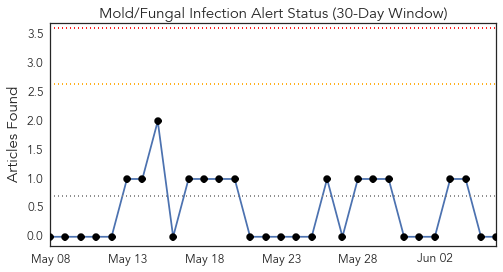 Mold/Fungal Infection Alert Status (30-Day Window)
Articles Found
3.5
3.0
2.5
2.0
1.5
1.0
0.5
0.0
May 08 May 13 May 18 May 23 May 28 Jun 02